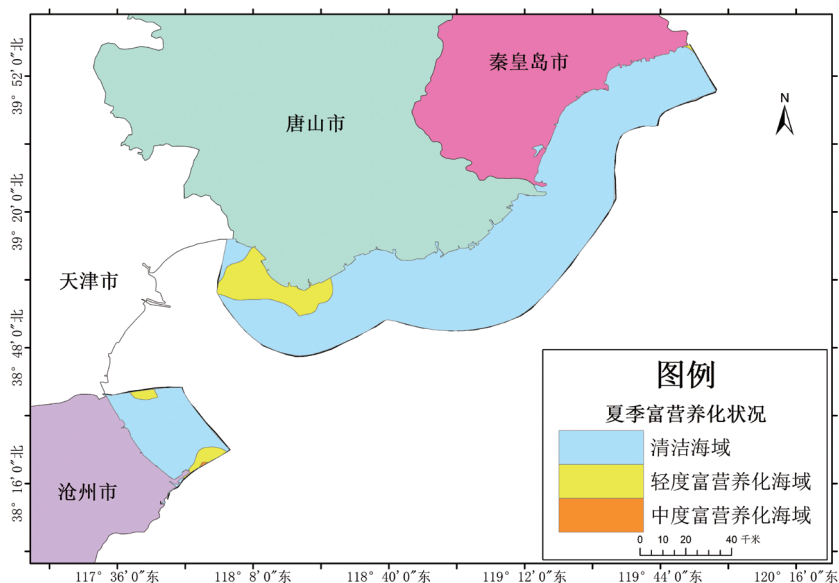 秦皇岛市
唐山市
天津市
沧州市
N
图例
夏季富营养化状况
清洁海域
轻度富营养化海域
中度富营养化海域
0 10 20 40 千米
39° 52′0″北
39° 20′0″北
38° 48′0″北
38° 16′0″北
117° 36′0″东 118° 8′0″东 118° 40′0″东 119° 12′0″东 119° 44′0″东 120° 16′0″东